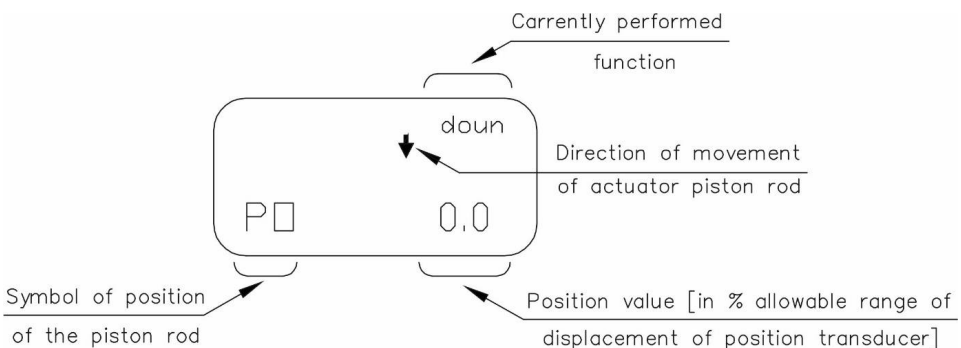 Carrently performed
function
doun
Direction of movement
of actuator piston rod
P0 0.0
Symbol of position
of the piston rod
Position value [in % allowable range of
displacement of position transducer]